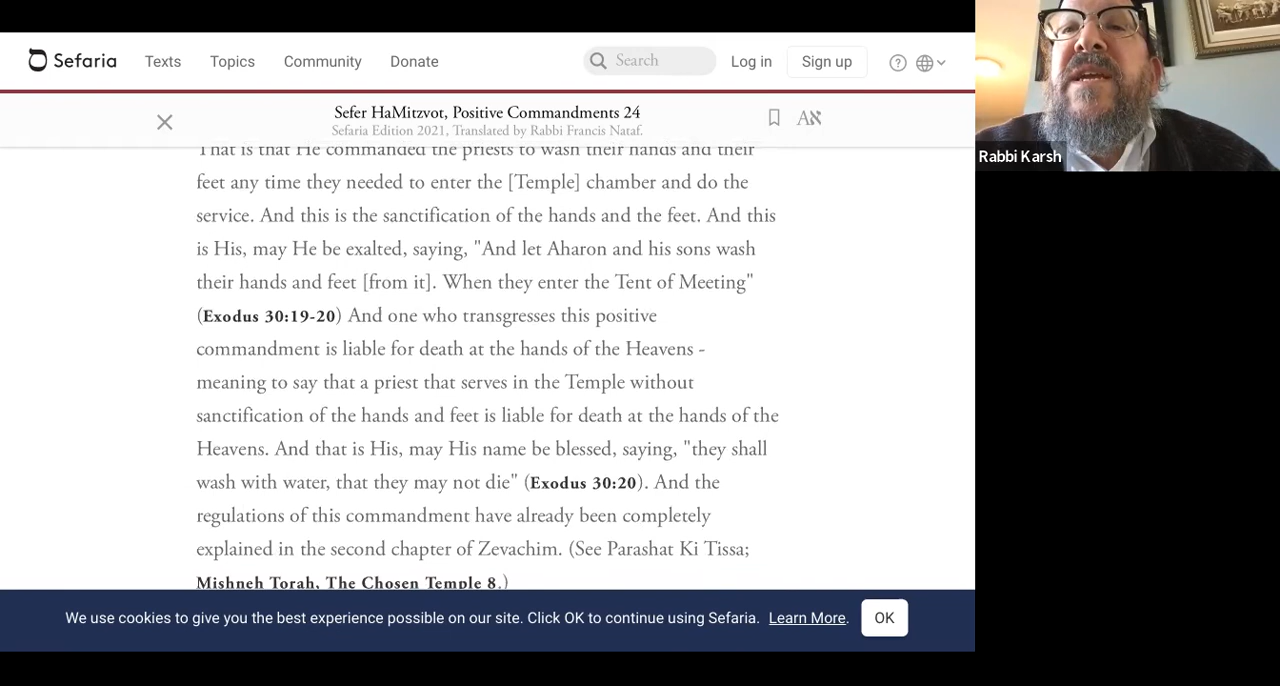 Sefaria Texts Topics Community Donate Search Log in Sign up
Sefer HaMitzvot, Positive Commandments 24
Sefaria Edition 2021, Translated by Rabbi Francis Nataf.
That is that He commanded the priests to wash their hands and their
feet any time they needed to enter the [Temple] chamber and do the
service. And this is the sanctification of the hands and the feet. And this
is His, may He be exalted, saying, "And let Aharon and his sons wash
their hands and feet [from it]. When they enter the Tent of Meeting"
(Exodus 30:19-20) And one who transgresses this positive
commandment is liable for death at the hands of the Heavens -
meaning to say that a priest that serves in the Temple without
sanctification of the hands and feet is liable for death at the hands of the
Heavens. And that is His, may His name be blessed, saying, "they shall
wash with water, that they may not die" (Exodus 30:20). And the
regulations of this commandment have already been completely
explained in the second chapter of Zevachim. (See Parashat Ki Tissa;
Mishneh Torah, The Chosen Temple 8.)
We use cookies to give you the best experience possible on our site. Click OK to continue using Sefaria. Learn More. OK
Rabbi Karsh